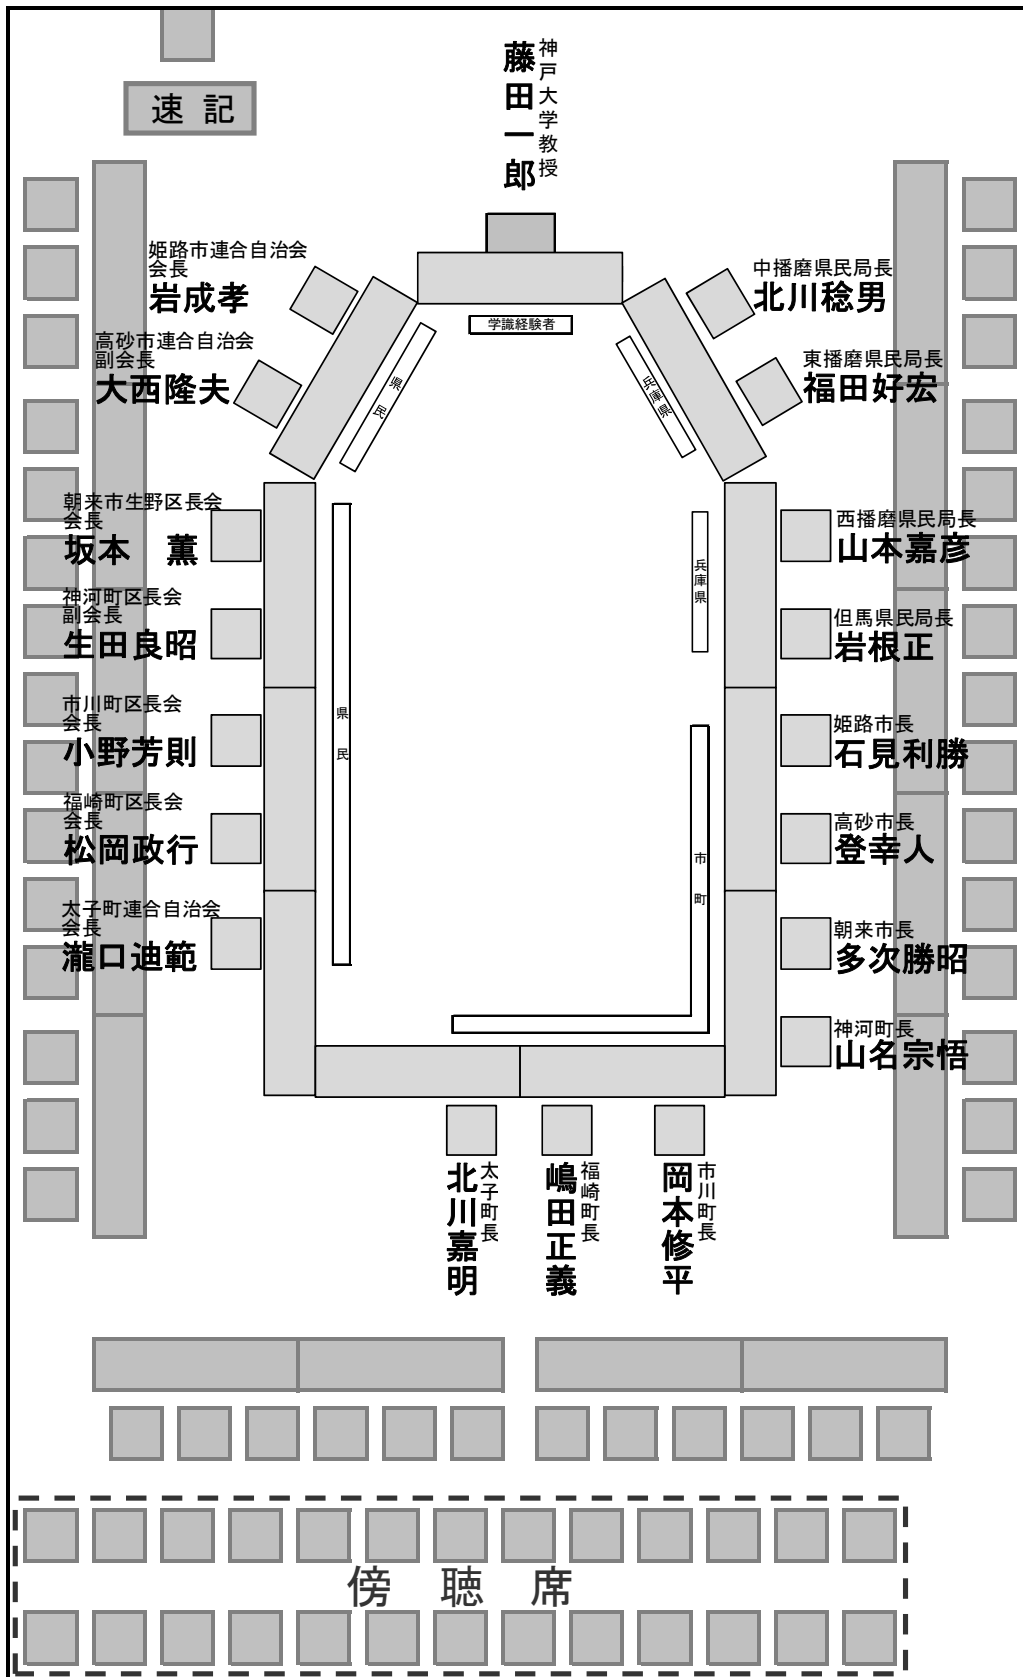 速 記
神戸大学教授
藤田一郎
姫路市連合自治会
会長
岩成孝
高砂市連合自治会
副会長
大西隆夫
中播磨県民局長
北川稔男
東播磨県民局長
福田好宏
学識経験者
県 民
兵庫県
朝来市生野区長会
会長
坂本 薫
神河町区長会
副会長
生田良昭
市川町区長会
会長
小野芳則
福崎町区長会
会長
松岡政行
太子町連合自治会
会長
瀧口迪範
県 民
兵庫県
市 町
西播磨県民局長
山本嘉彦
但馬県民局長
岩根正
姫路市長
石見利勝
高砂市長
登幸人
朝来市長
多次勝昭
神河町長
山名宗悟
太子町長
北川嘉明
福崎町長
嶋田正義
市川町長
岡本修平
傍 聴 席